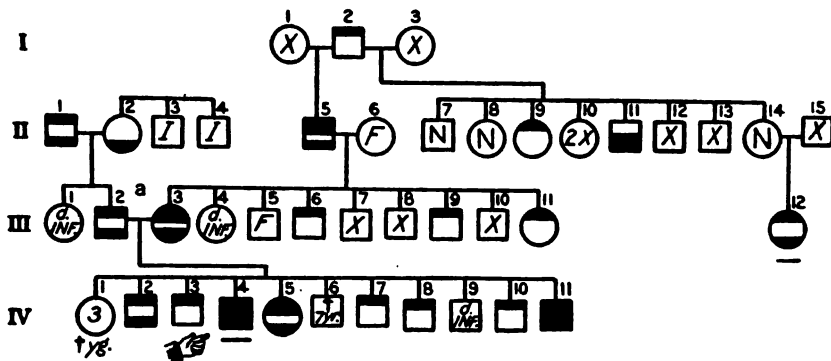 1 2 3
I X X
1 2 3 4 5 6 7 8 9 10 11 12 13 14 15
II I I F N N 2X X X N X
1 2 a 3 4 5 6 7 8 9 10 11 12
III d. INF. d. INF. F X X X
1 2 3 4 5 6 7 8 9 10 11
IV 3 †7yr. d. INF.
†yg.